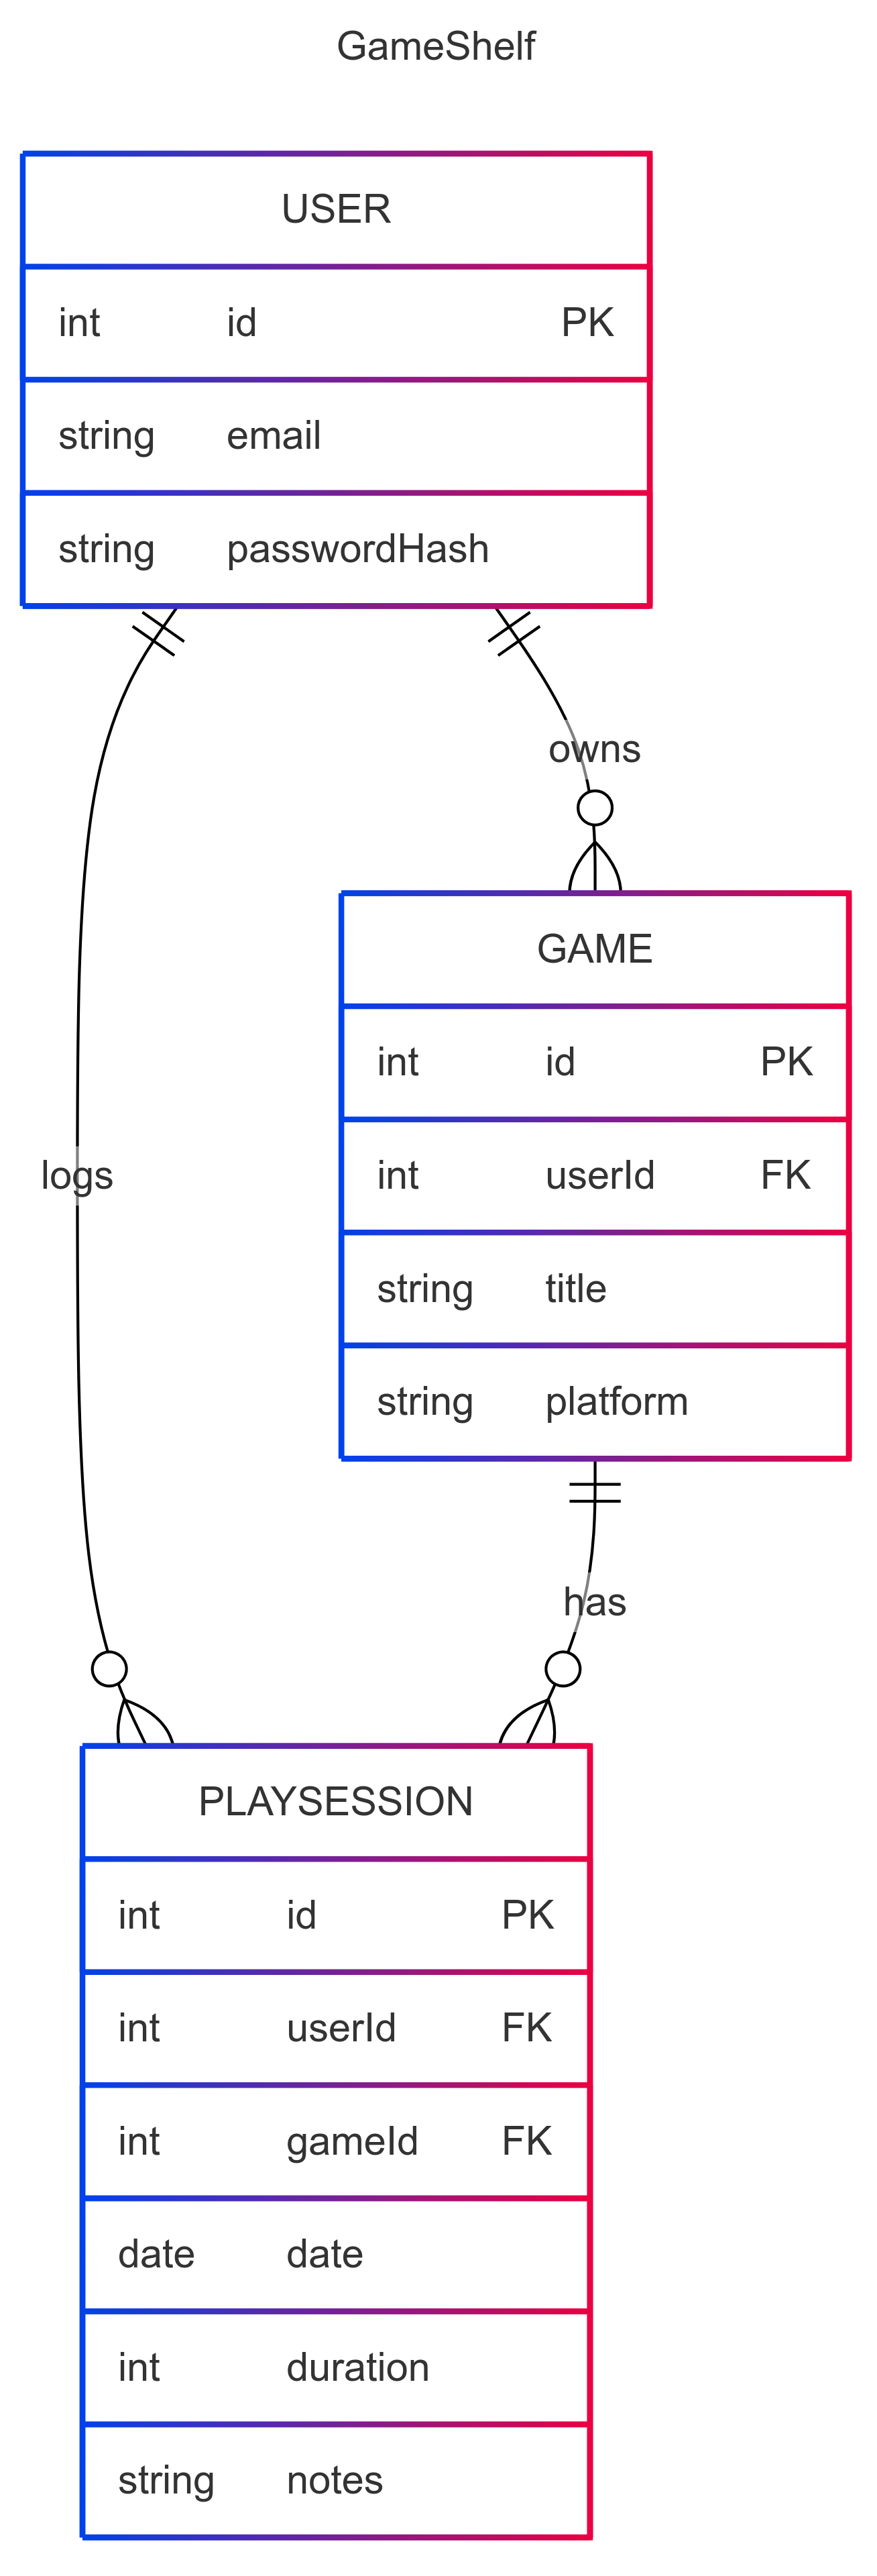 GameShelf
USER
int id PK
string email
string passwordHash
owns
GAME
int id PK
int userId FK
logs
string title
string platform
has
PLAYSESSION
int id PK
int userId FK
int gameId FK
date date
int duration
string notes